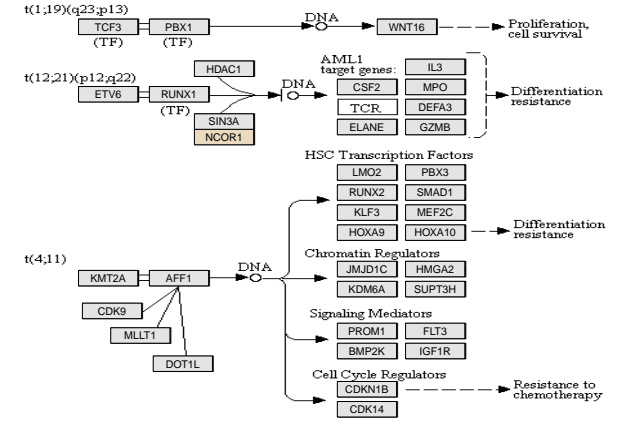 t(1;19)(q23;p13)
TCF3 PBX1 DNA WNT16 Proliferation,
(TF) (TF) cell survival
AML1
target genes: IL3
t(12;21)(p12;q22) HDAC1 DNA CSF2 MPO
ETV6 RUNX1 TCR DEFA3 Differentiation
(TF) resistance
SIN3A ELANE GZMB
NCOR1
HSC Transcription Factors
LMO2 PBX3
RUNX2 SMAD1
KLF3 MEF2C
HOXA9 HOXA10 Differentiation
resistance
t(4;11) Chromatin Regulators
KMT2A AFF1 DNA JMJD1C HMGA2
KDM6A SUPT3H
CDK9 Signaling Mediators
MLLT1 PROM1 FLT3
DOT1L BMP2K IGF1R
Cell Cycle Regulators
CDKN1B Resistance to
chemotherapy
CDK14